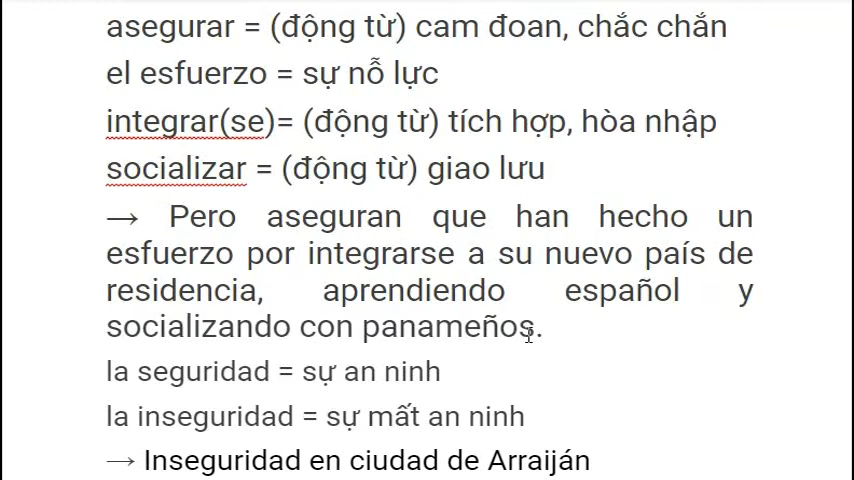 asegurar = (động từ) cam đoan, chắc chắn
el esfuerzo = sự nỗ lực
integrar(se)= (động từ) tích hợp, hòa nhập
socializar = (động từ) giao lưu
→ Pero aseguran que han hecho un
esfuerzo por integrarse a su nuevo país de
residencia, aprendiendo español y
socializando con panameños.
la seguridad = sự an ninh
la inseguridad = sự mất an ninh
→ Inseguridad en ciudad de Arraiján